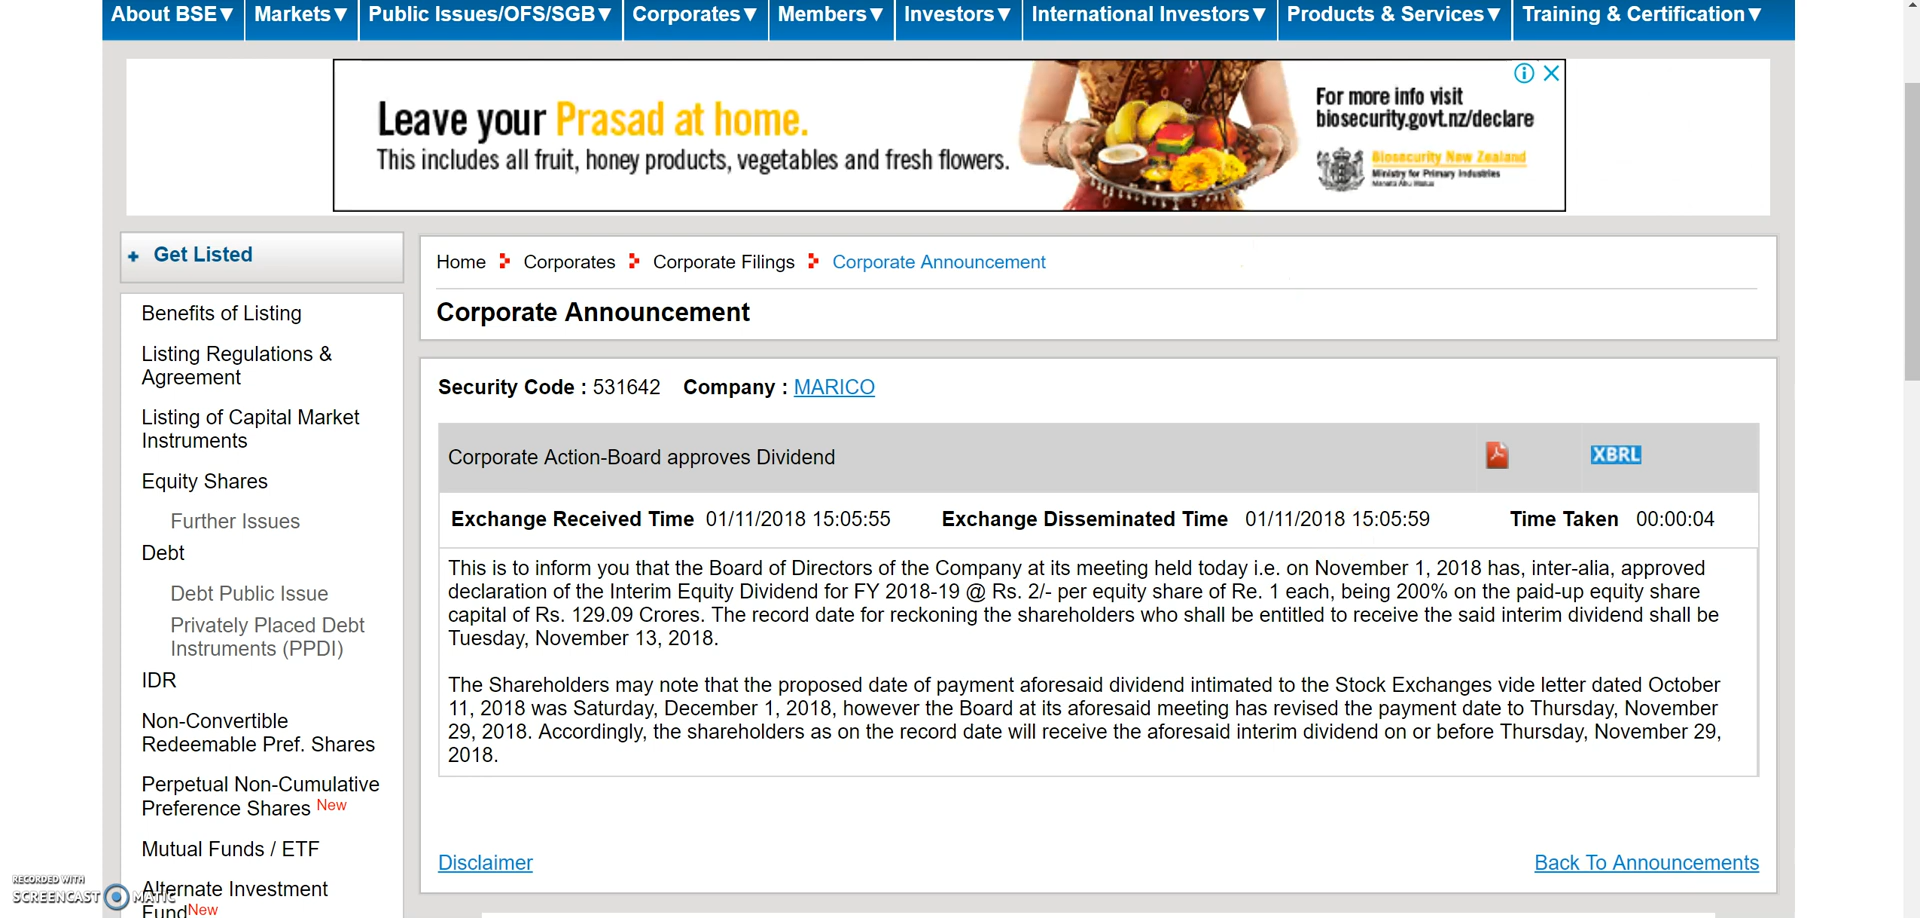 About BSE▼ Markets▼ Public Issues/OFS/SGB▼ Corporates▼ Members▼ Investors▼ International Investors▼ Products & Services▼ Training & Certification▼
Leave your Prasad at home.
This includes all fruit, honey products, vegetables and fresh flowers.
For more info visit
biosecurity.govt.nz/declare
Biosecurity New Zealand
Ministry for Primary Industries
Manatū Ahu Matua
+ Get Listed
Benefits of Listing
Listing Regulations &
Agreement
Listing of Capital Market
Instruments
Equity Shares
Further Issues
Debt
Debt Public Issue
Privately Placed Debt
Instruments (PPDI)
IDR
Non-Convertible
Redeemable Pref. Shares
Perpetual Non-Cumulative
Preference Shares New
Mutual Funds / ETF
Alternate Investment
Fund New
Home Corporates Corporate Filings Corporate Announcement
Corporate Announcement
Security Code : 531642 Company : MARICO
Corporate Action-Board approves Dividend XBRL
Exchange Received Time 01/11/2018 15:05:55 Exchange Disseminated Time 01/11/2018 15:05:59 Time Taken 00:00:04
This is to inform you that the Board of Directors of the Company at its meeting held today i.e. on November 1, 2018 has, inter-alia, approved
declaration of the Interim Equity Dividend for FY 2018-19 @ Rs. 2/- per equity share of Re. 1 each, being 200% on the paid-up equity share
capital of Rs. 129.09 Crores. The record date for reckoning the shareholders who shall be entitled to receive the said interim dividend shall be
Tuesday, November 13, 2018.
The Shareholders may note that the proposed date of payment aforesaid dividend intimated to the Stock Exchanges vide letter dated October
11, 2018 was Saturday, December 1, 2018, however the Board at its aforesaid meeting has revised the payment date to Thursday, November
29, 2018. Accordingly, the shareholders as on the record date will receive the aforesaid interim dividend on or before Thursday, November 29,
2018.
Disclaimer Back To Announcements
RECORDED WITH
SCREENCAST MATIC